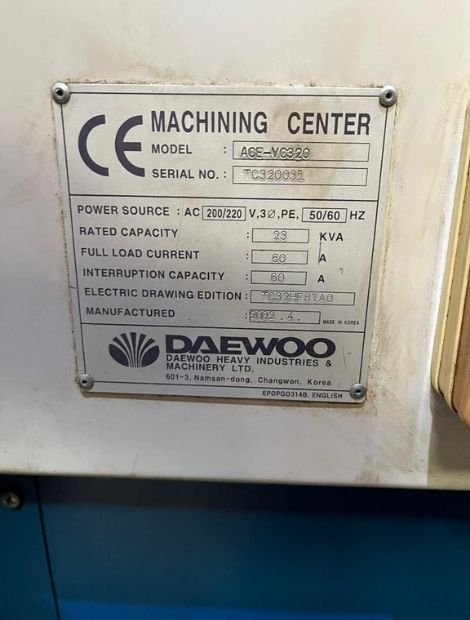 CE MACHINING CENTER
MODEL : ACE-VC320
SERIAL NO. : TC320031
POWER SOURCE : AC 200/220 V,3Ø,PE, 50/60 HZ
RATED CAPACITY : 23 KVA
FULL LOAD CURRENT : 60 A
INTERRUPTION CAPACITY : 60 A
ELECTRIC DRAWING EDITION :
MANUFACTURED : 2002 . 4 . MADE IN KOREA
DAEWOO
DAEWOO HEAVY INDUSTRIES &
MACHINERY LTD.
601-3, Namsan-dong, Changwon, Korea
EPDPGO314B, ENGLISH